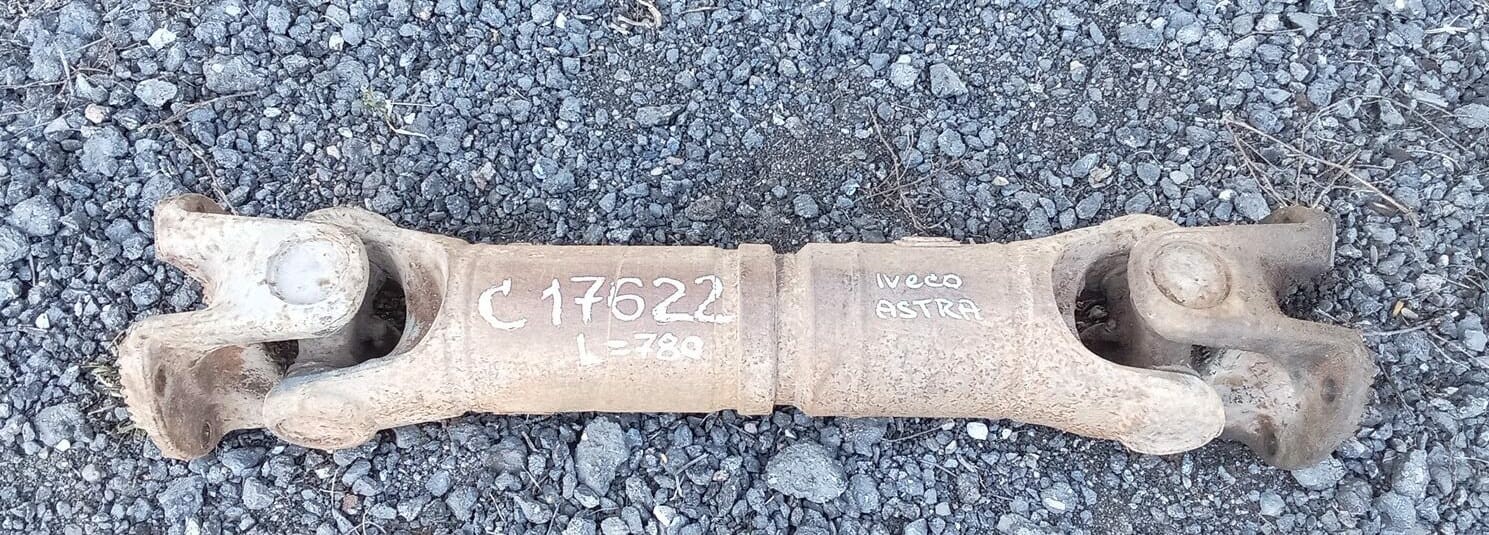 C 17622
L=780
Iveco
ASTRA